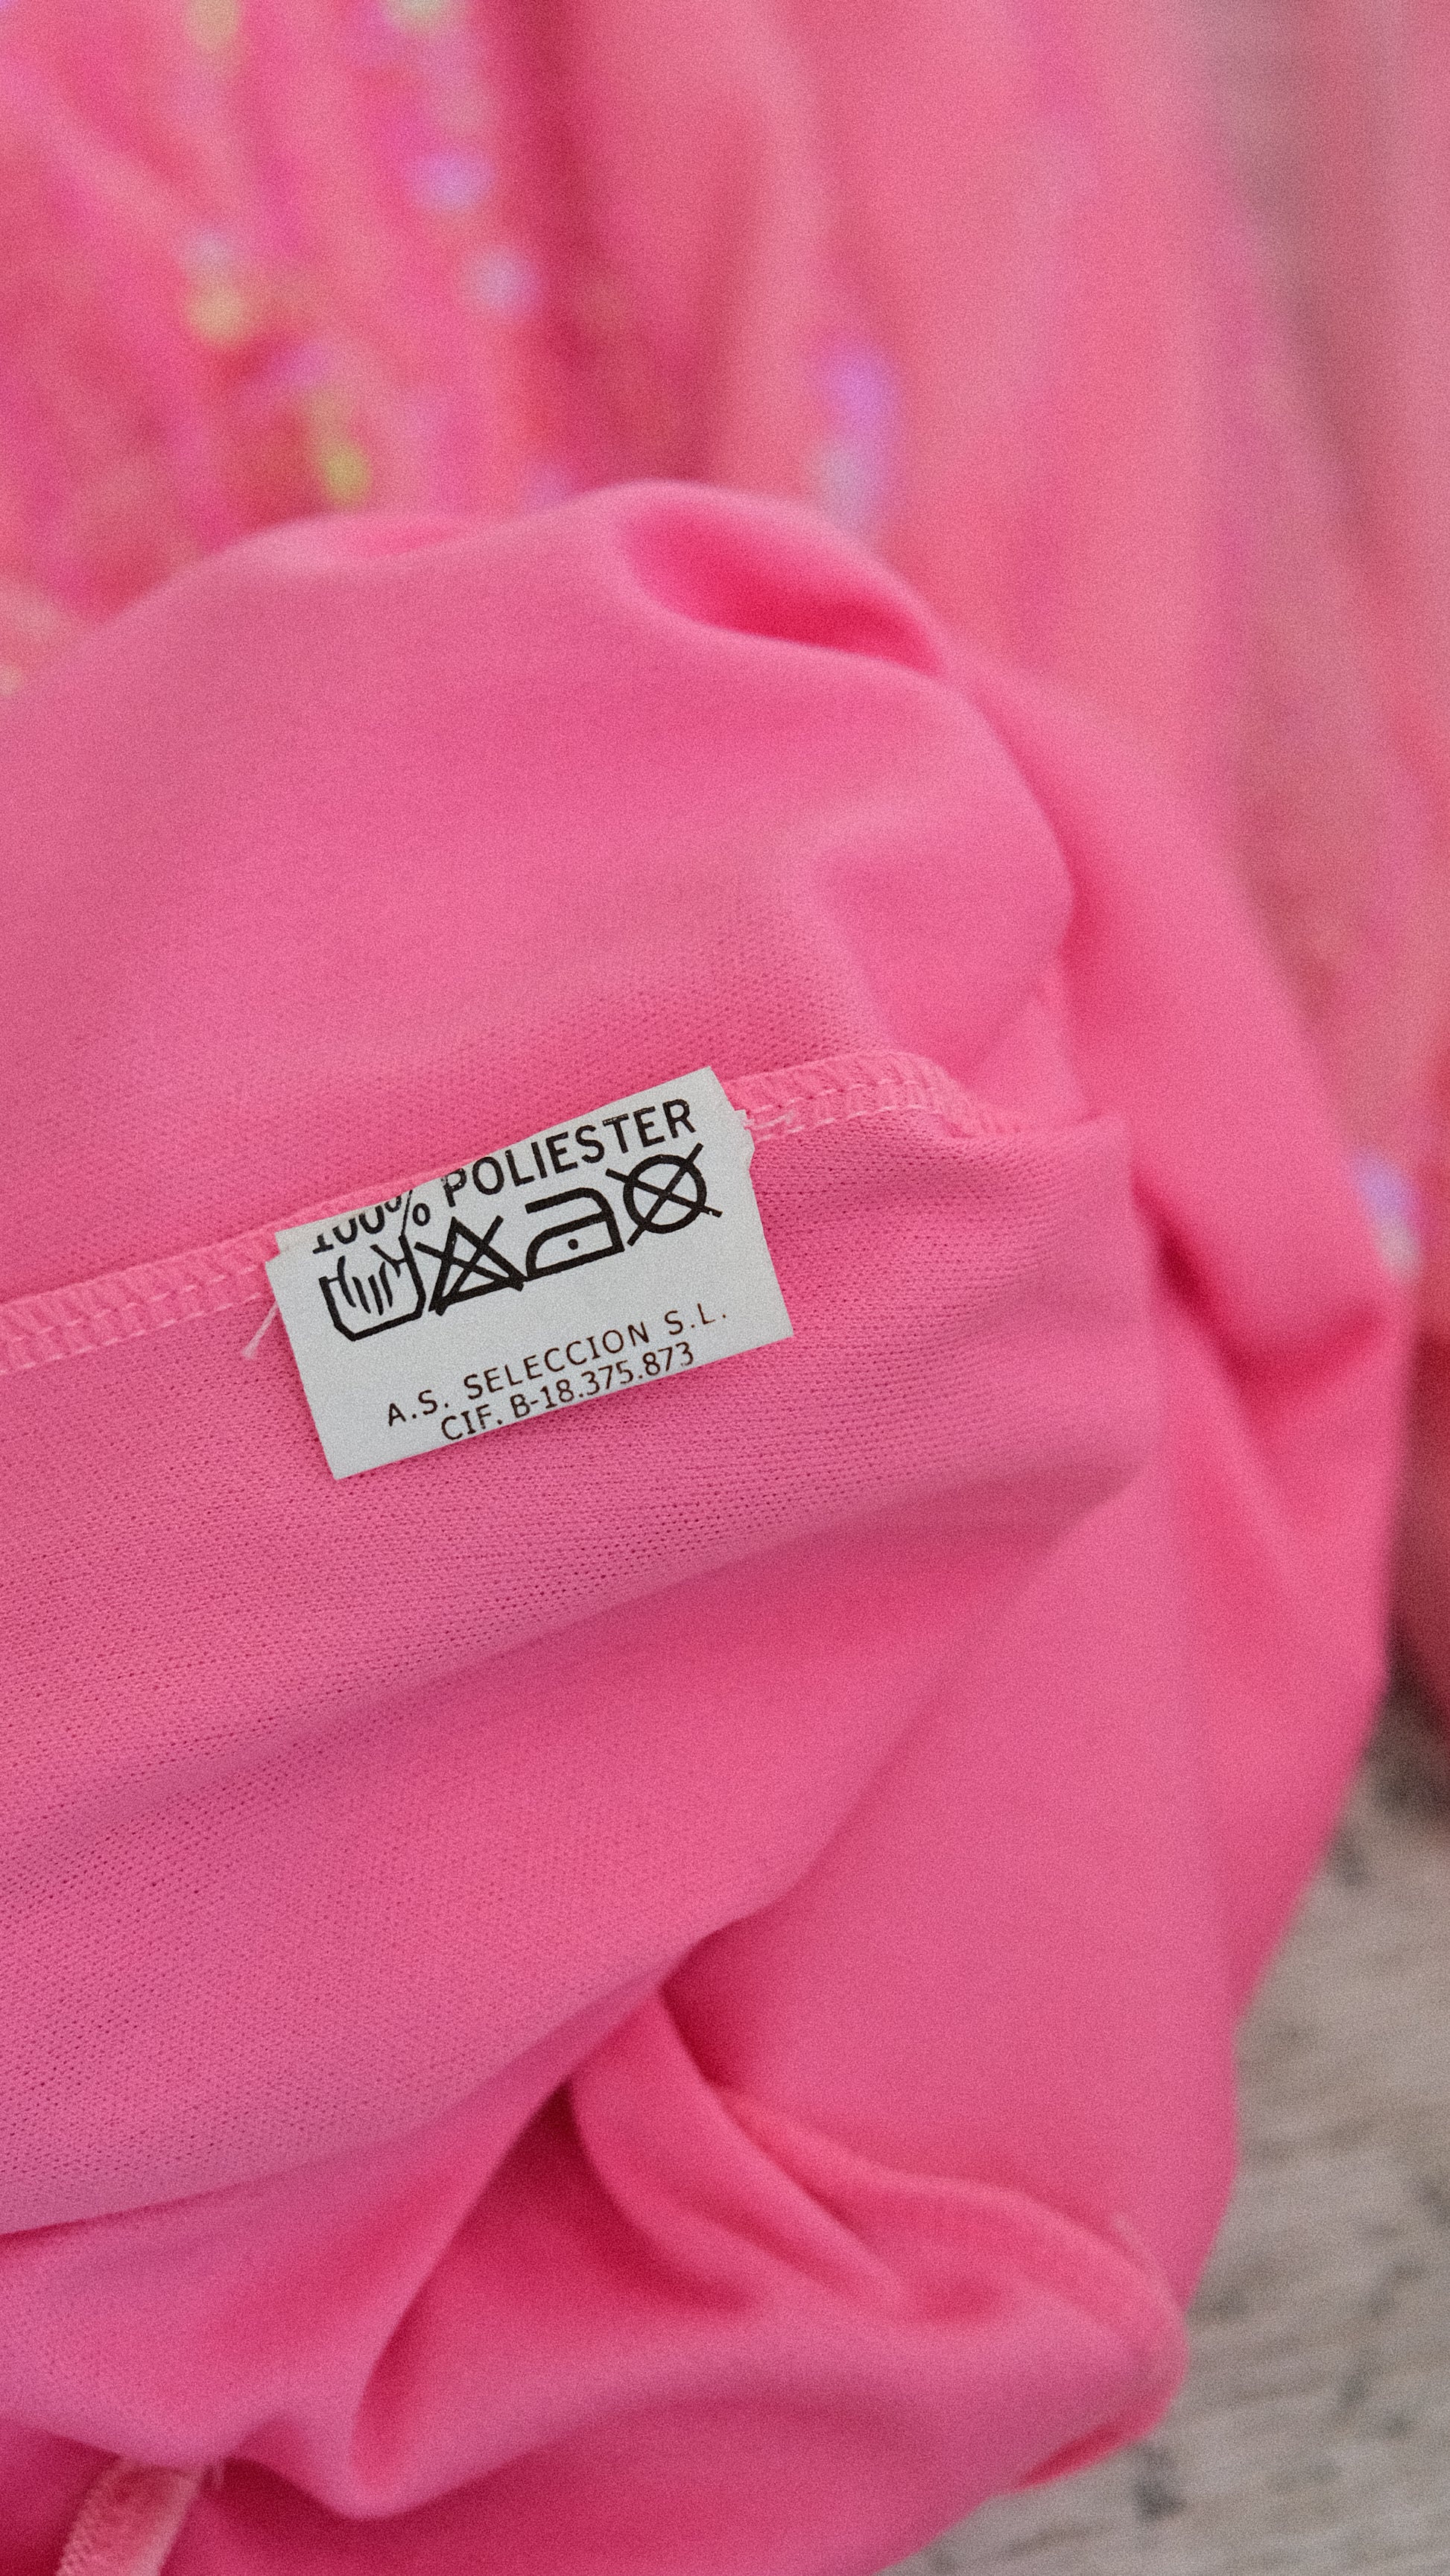 100% POLIESTER
A.S. SELECCION S.L.
CIF. B-18.375.873